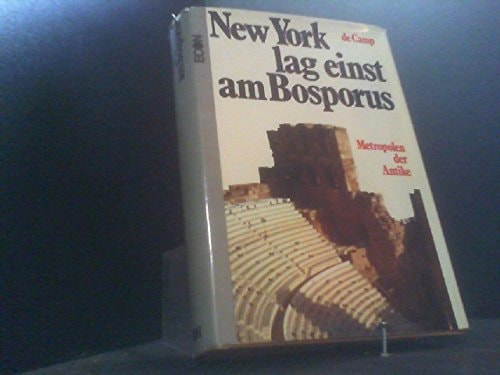 New York
de Camp
lag einst
am Bosporus
Metropolen
der
Antike